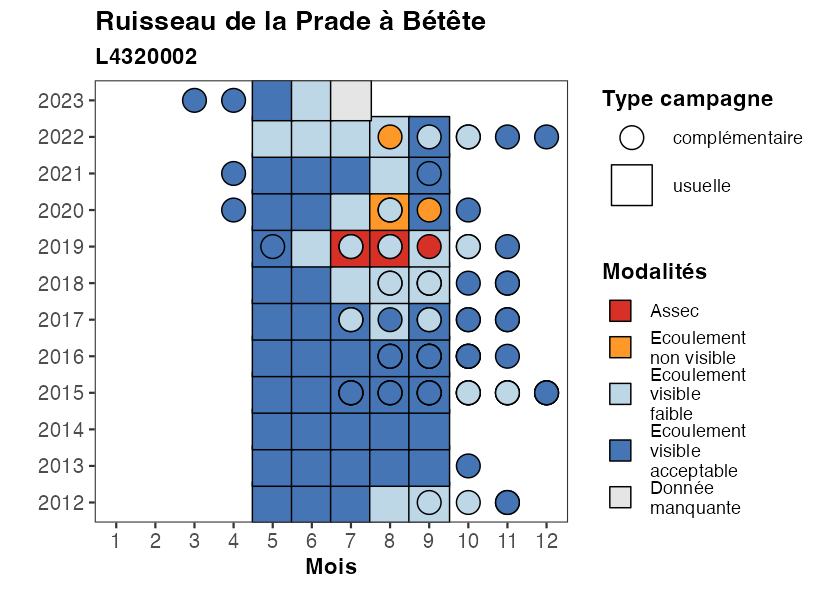 Ruisseau de la Prade à Bétête
L4320002
2023
2022
2021
2020
2019
2018
2017
2016
2015
2014
2013
2012
1 2 3 4 5 6 7 8 9 10 11 12
Mois
Type campagne
complémentaire
usuelle
Modalités
Assec
Ecoulement
non visible
Ecoulement
visible
faible
Ecoulement
visible
acceptable
Donnée
manquante